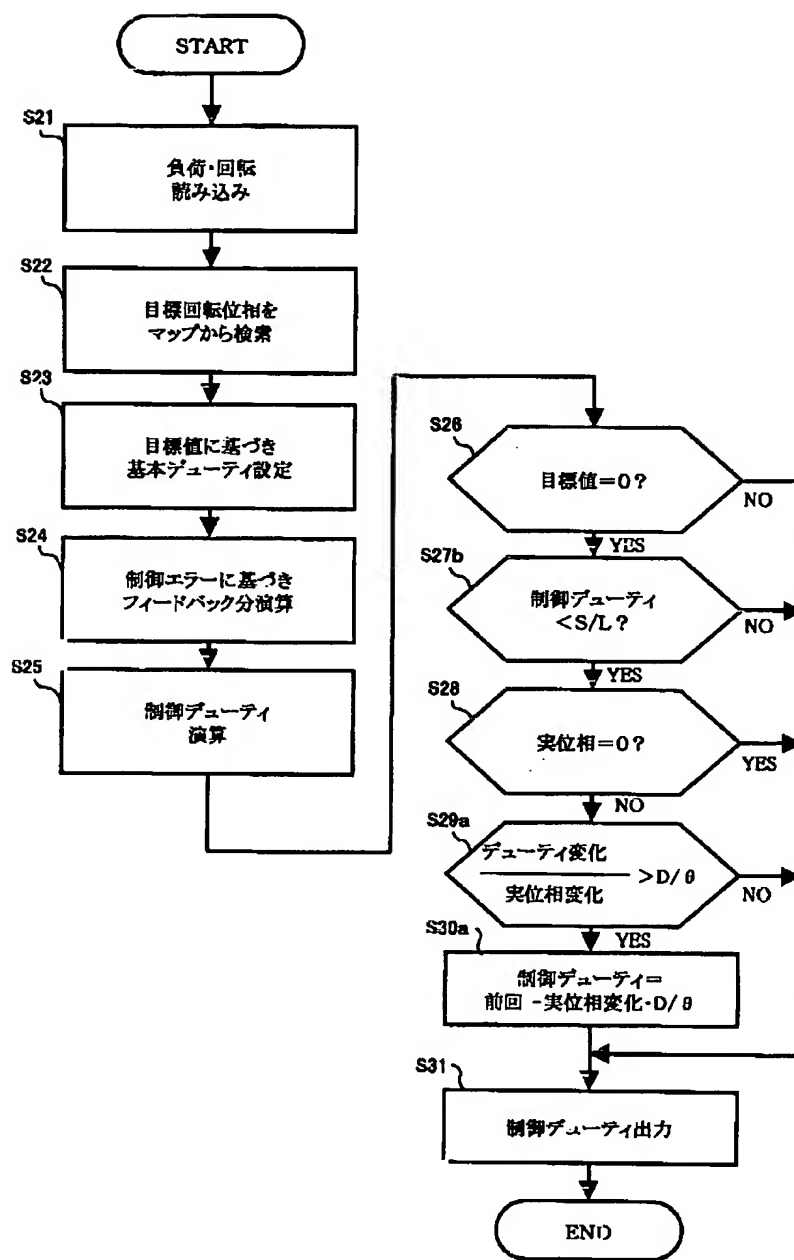 START
S21
負荷・回転
読み込み
S22
目標回転位相を
マップから検索
S23
目標値に基づき
基本デューティ設定
S24
制御エラーに基づき
フィードバック分演算
S25
制御デューティ
演算
S26
目標値=0?
NO
YES
S27b
制御デューティ
<S/L?
NO
YES
S28
実位相=0?
YES
NO
S29a
デューティ変化
実位相変化
>D/θ
NO
YES
S30a
制御デューティ=
前回 -実位相変化・D/θ
S31
制御デューティ出力
END